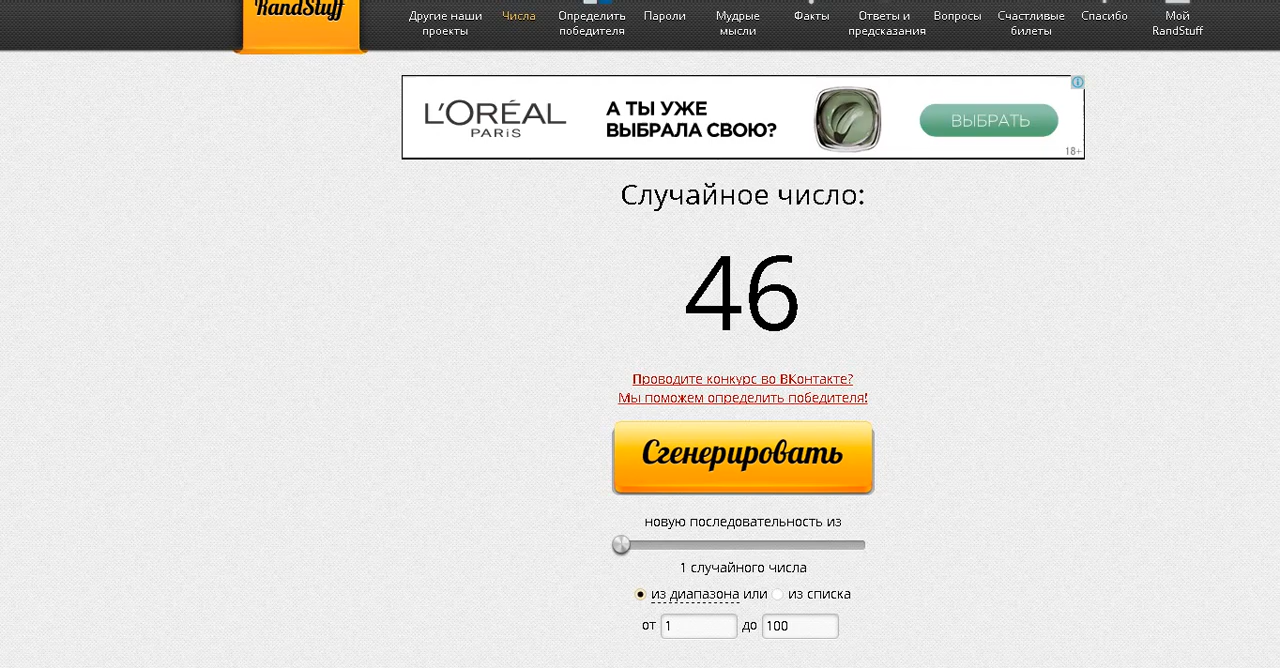 RandStuff
Другие наши проекты
Числа
Определить победителя
Пароли
Мудрые мысли
Факты
Ответы и предсказания
Вопросы
Счастливые билеты
Спасибо
Мой RandStuff
L'ORÉAL
PARIS
А ТЫ УЖЕ
ВЫБРАЛА СВОЮ?
ВЫБРАТЬ
18+
Случайное число:
46
Проводите конкурс во ВКонтакте?
Мы поможем определить победителя!
Сгенерировать
новую последовательность из
1 случайного числа
из диапазона или из списка
от 1 до 100